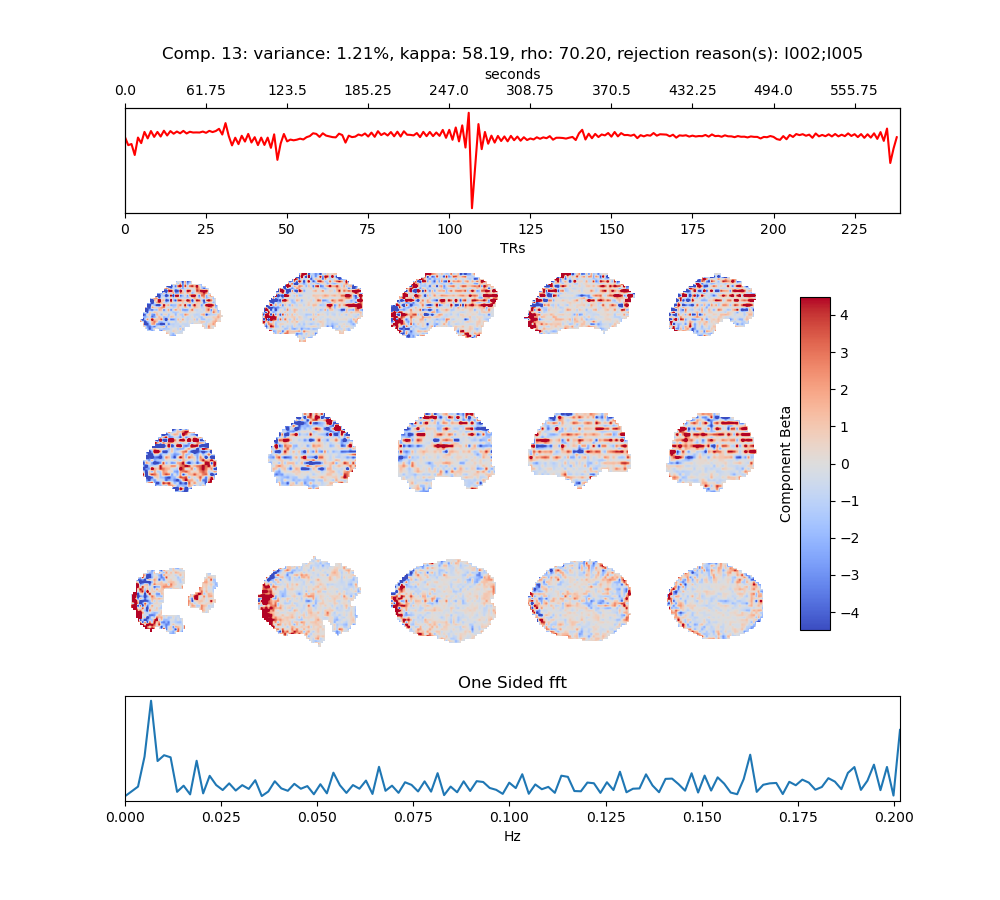 Comp. 13: variance: 1.21%, kappa: 58.19, rho: 70.20, rejection reason(s): I002;I005
seconds
0.0 61.75 123.5 185.25 247.0 308.75 370.5 432.25 494.0 555.75
0 25 50 75 100 125 150 175 200 225
TRs
4
3
2
1
0
−1
−2
−3
−4
Component Beta
One Sided fft
0.000 0.025 0.050 0.075 0.100 0.125 0.150 0.175 0.200
Hz